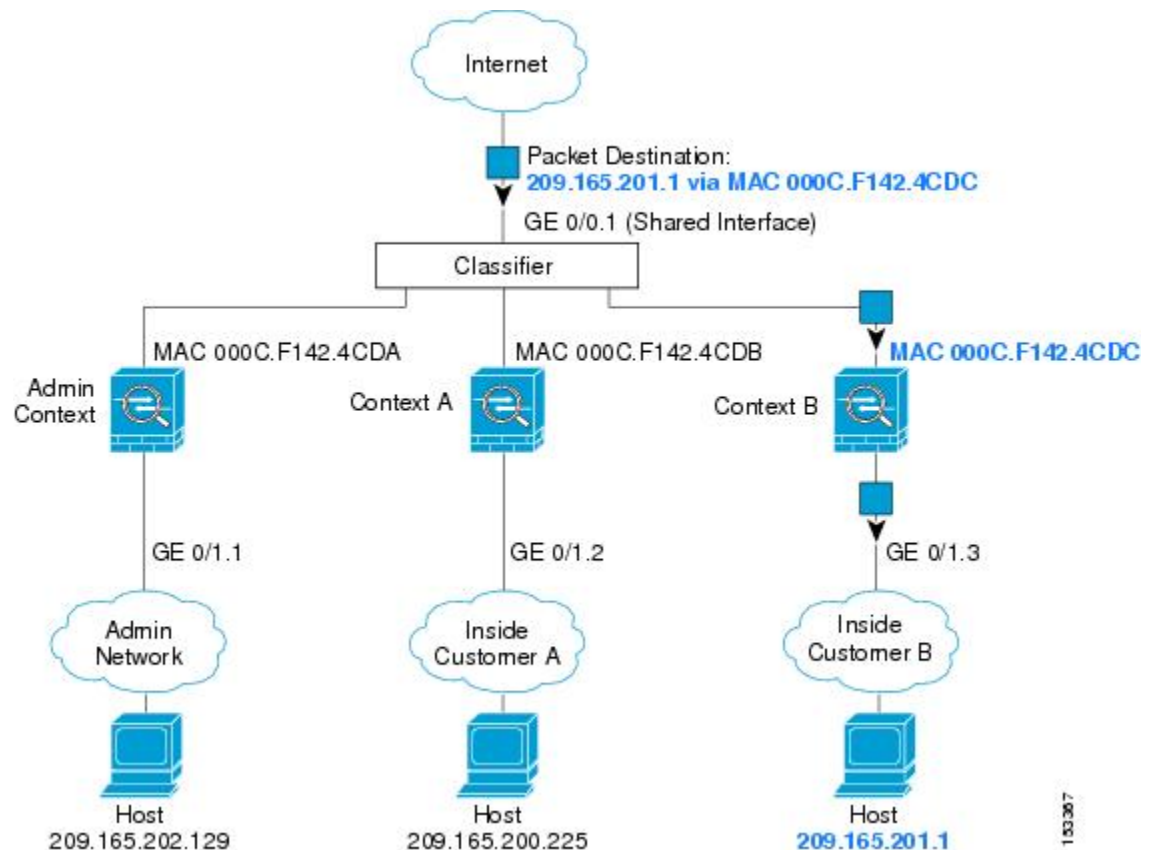 Internet
Packet Destination:
209.165.201.1 via MAC 000C.F142.4CDC
GE 0/0.1 (Shared Interface)
Classifier
MAC 000C.F142.4CDA
MAC 000C.F142.4CDB
MAC 000C.F142.4CDC
Admin
Context
Context A
Context B
GE 0/1.1
GE 0/1.2
GE 0/1.3
Admin
Network
Inside
Customer A
Inside
Customer B
Host
209.165.202.129
Host
209.165.200.225
Host
209.165.201.1
153367